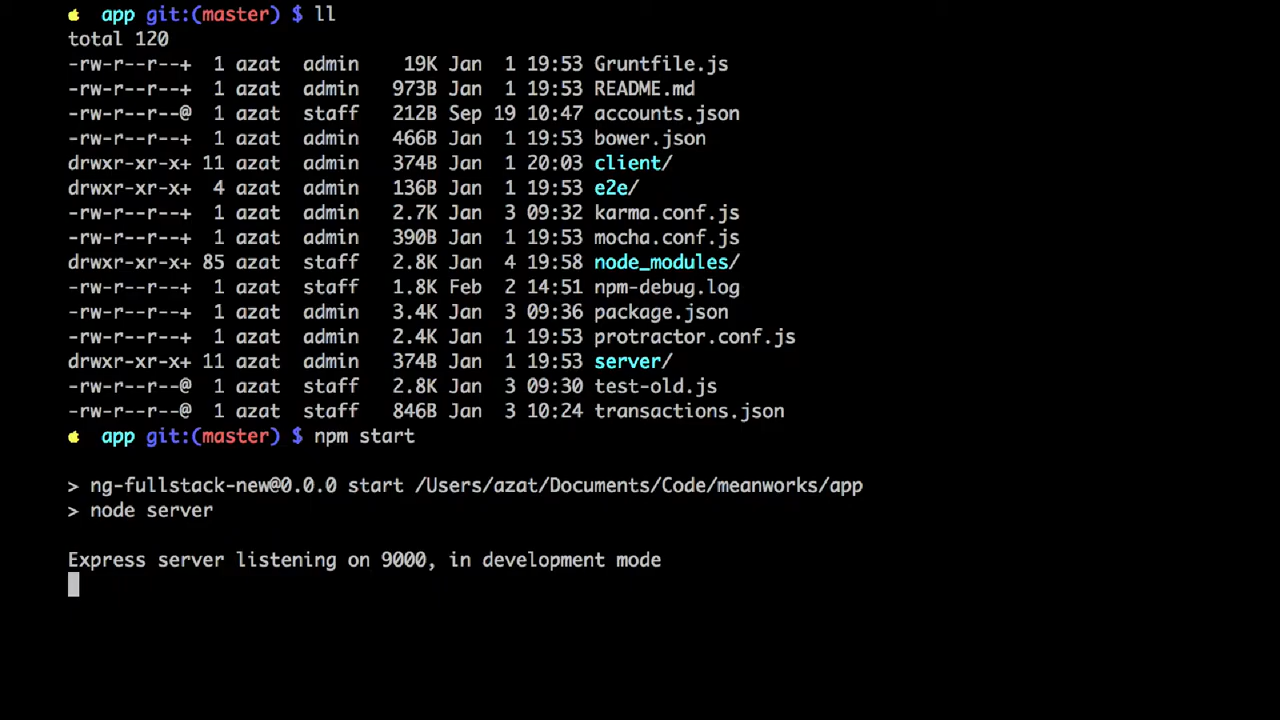 app git:(master) $ ll
total 120
-rw-r--r--+  1 azat  admin    19K Jan  1 19:53 Gruntfile.js
-rw-r--r--+  1 azat  admin   973B Jan  1 19:53 README.md
-rw-r--r--@  1 azat  staff   212B Sep 19 10:47 accounts.json
-rw-r--r--+  1 azat  admin   466B Jan  1 19:53 bower.json
drwxr-xr-x+ 11 azat  admin   374B Jan  1 20:03 client/
drwxr-xr-x+  4 azat  admin   136B Jan  1 19:53 e2e/
-rw-r--r--+  1 azat  admin   2.7K Jan  3 09:32 karma.conf.js
-rw-r--r--+  1 azat  admin   390B Jan  1 19:53 mocha.conf.js
drwxr-xr-x+ 85 azat  staff   2.8K Jan  4 19:58 node_modules/
-rw-r--r--+  1 azat  staff   1.8K Feb  2 14:51 npm-debug.log
-rw-r--r--+  1 azat  admin   3.4K Jan  3 09:36 package.json
-rw-r--r--+  1 azat  admin   2.4K Jan  1 19:53 protractor.conf.js
drwxr-xr-x+ 11 azat  admin   374B Jan  1 19:53 server/
-rw-r--r--@  1 azat  staff   2.8K Jan  3 09:30 test-old.js
-rw-r--r--@  1 azat  staff   846B Jan  3 10:24 transactions.json
app git:(master) $ npm start
> ng-fullstack-new@0.0.0 start /Users/azat/Documents/Code/meanworks/app
> node server
Express server listening on 9000, in development mode